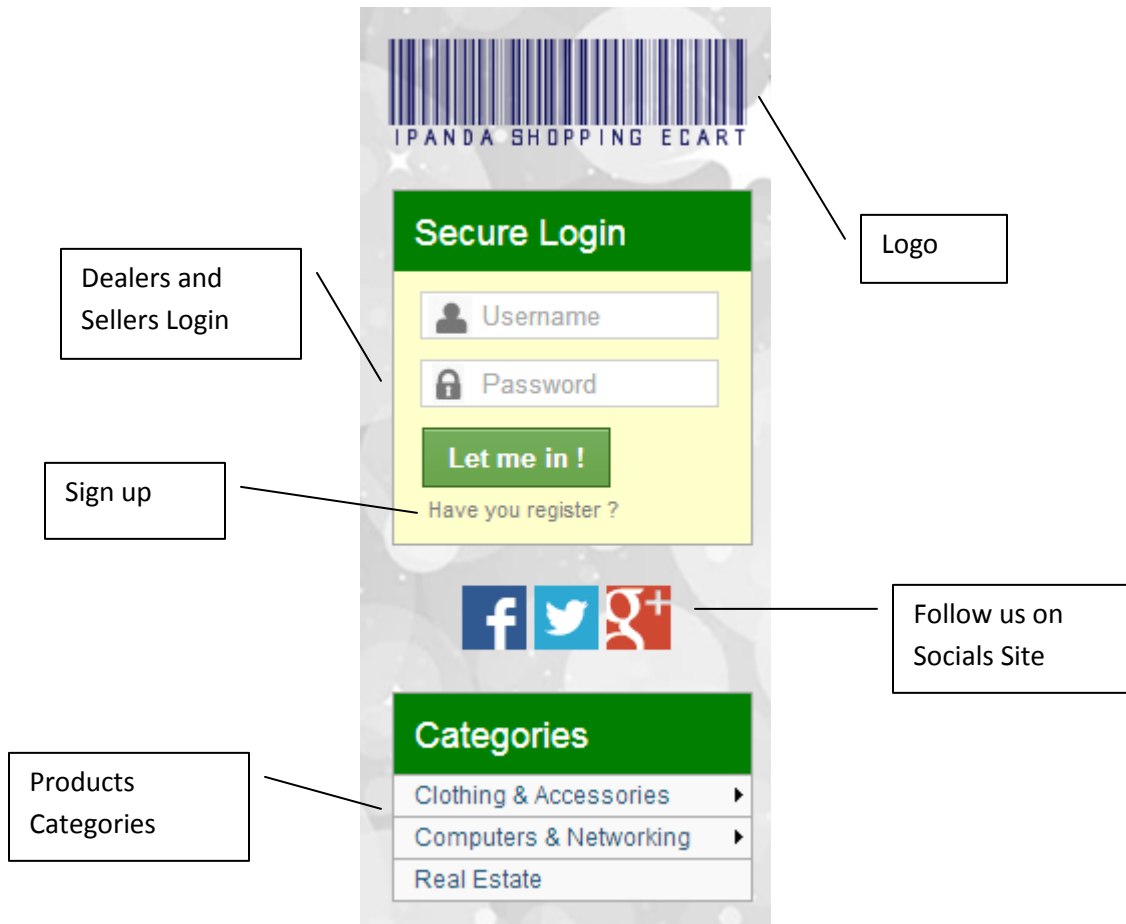 IPANDA SHOPPING ECART
Logo
Secure Login
Dealers and
Sellers Login
Username
Password
Let me in !
Sign up
Have you register ?
f
g+
Follow us on
Socials Site
Categories
Products
Categories
Clothing & Accessories
Computers & Networking
Real Estate